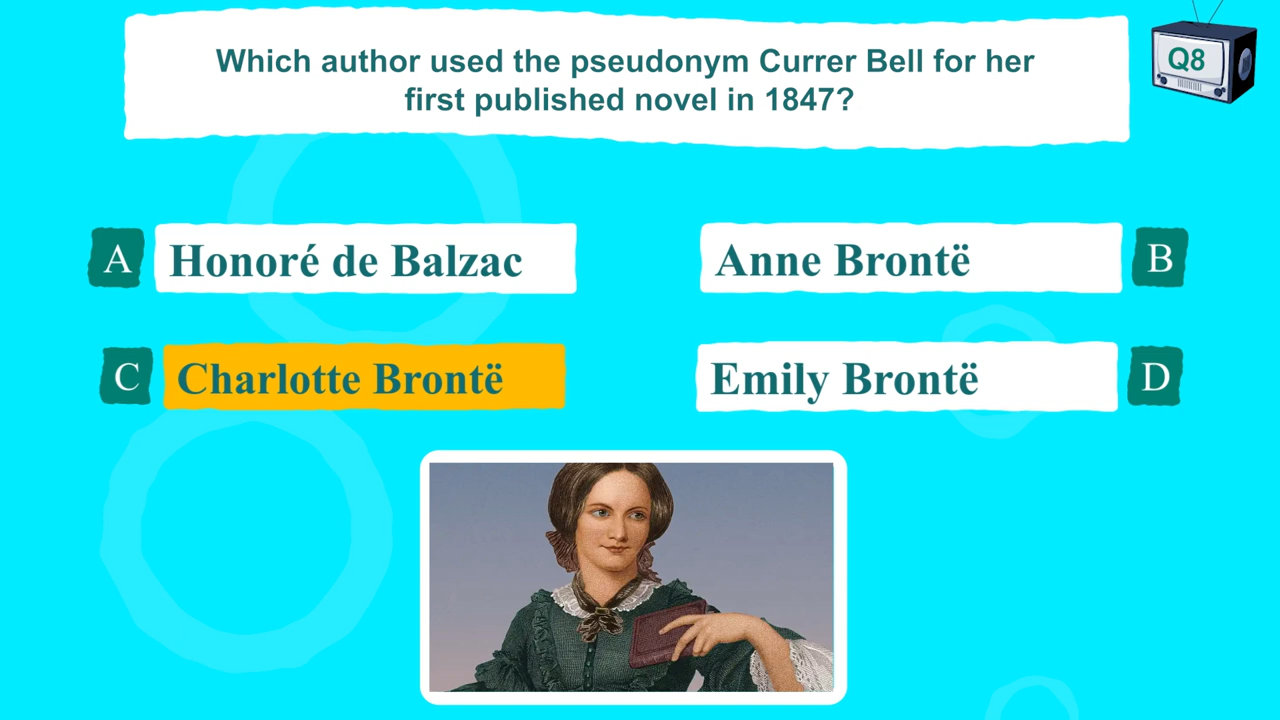 Which author used the pseudonym Currer Bell for her
first published novel in 1847?
Q8
A Honoré de Balzac
Anne Brontë B
C Charlotte Brontë
Emily Brontë D